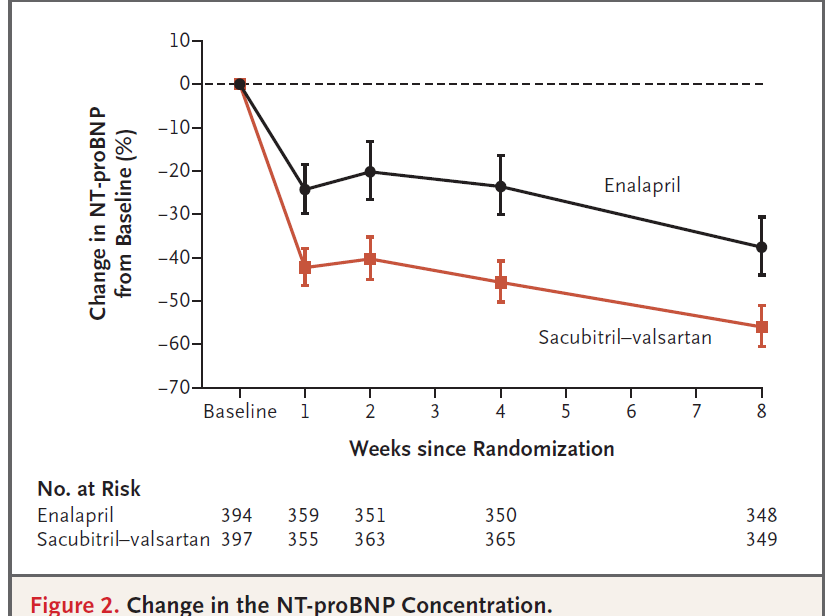 Change in NT-proBNP
from Baseline (%)
10
0
–10
–20
–30
–40
–50
–60
–70
Enalapril
Sacubitril–valsartan
Baseline 1 2 3 4 5 6 7 8
Weeks since Randomization
No. at Risk
Enalapril 394 359 351 350 348
Sacubitril–valsartan 397 355 363 365 349
Figure 2. Change in the NT-proBNP Concentration.